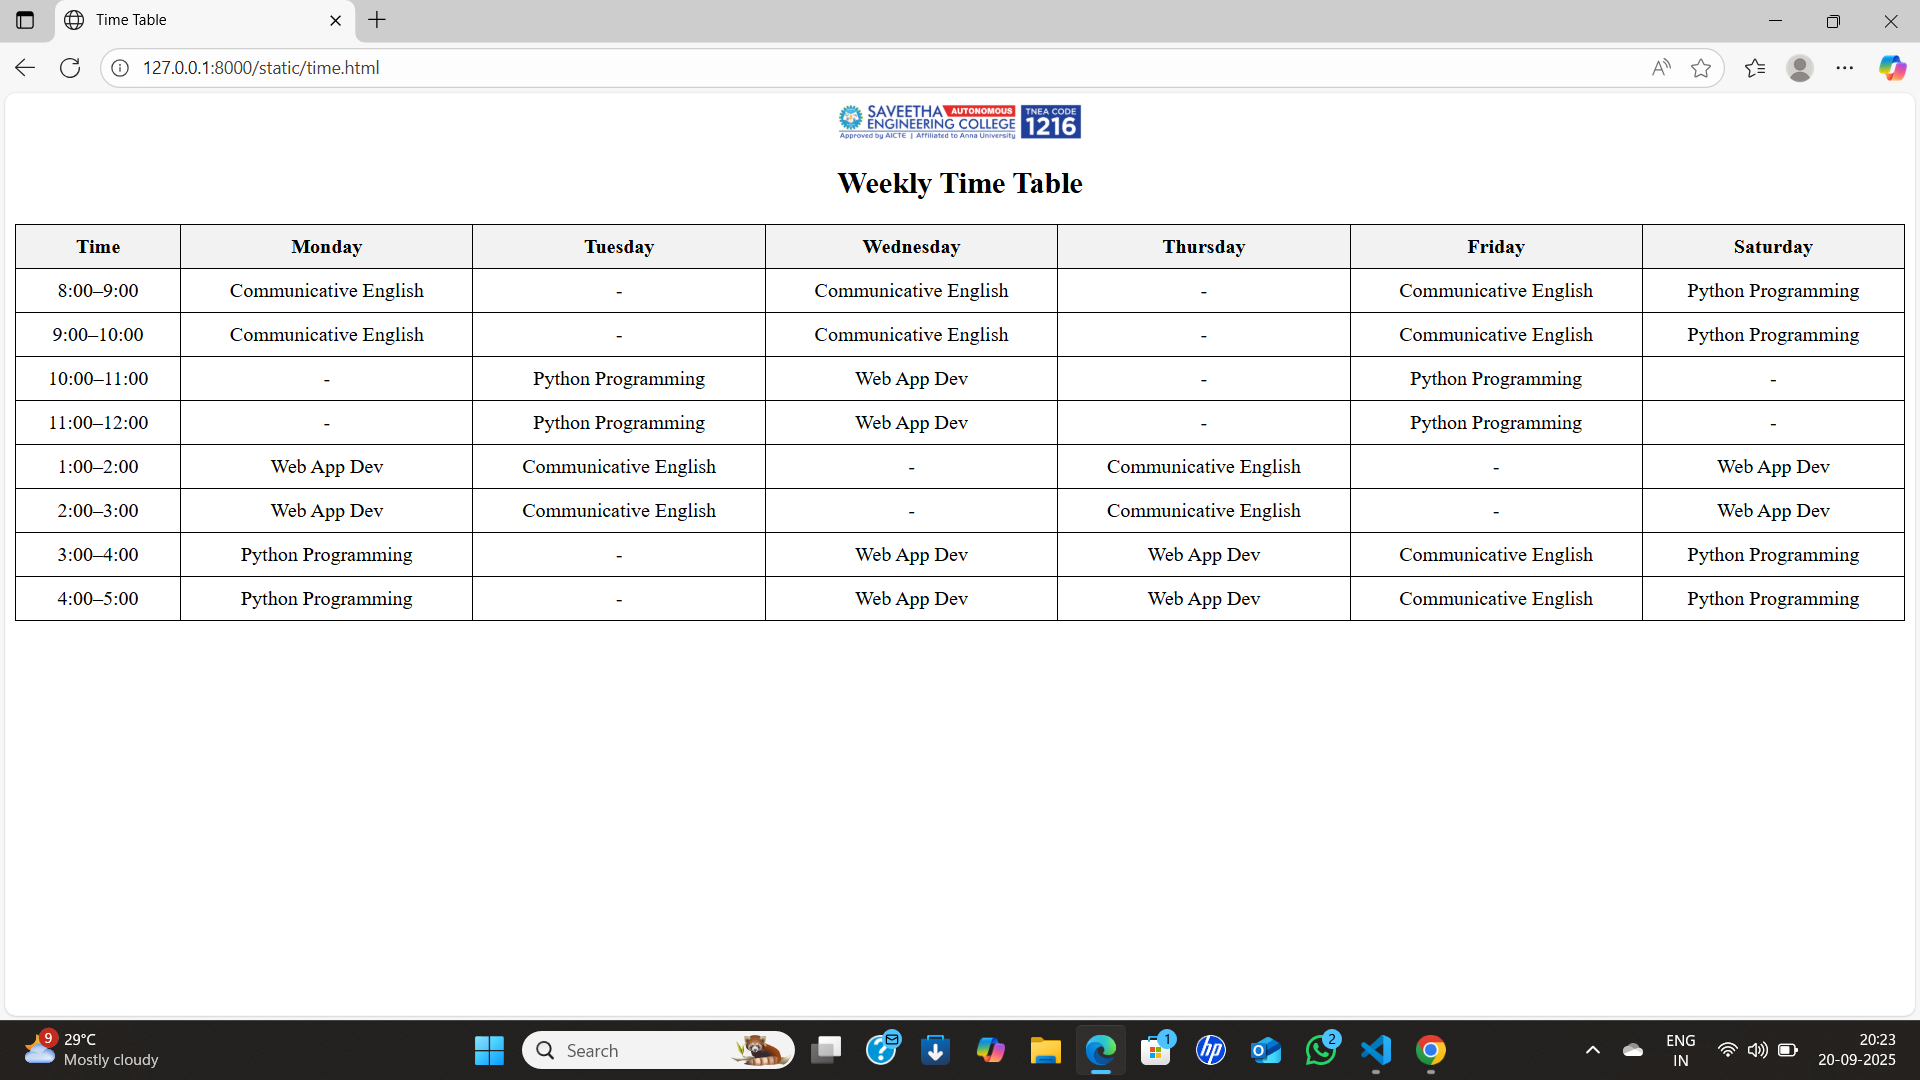 Time Table
127.0.0.1:8000/static/time.html
SAVEETHA AUTONOMOUS TNEA CODE
ENGINEERING COLLEGE 1216
Approved by AICTE | Affiliated to Anna University
Weekly Time Table
Time Monday Tuesday Wednesday Thursday Friday Saturday
8:00–9:00 Communicative English - Communicative English - Communicative English Python Programming
9:00–10:00 Communicative English - Communicative English - Communicative English Python Programming
10:00–11:00 - Python Programming Web App Dev - Python Programming -
11:00–12:00 - Python Programming Web App Dev - Python Programming -
1:00–2:00 Web App Dev Communicative English - Communicative English - Web App Dev
2:00–3:00 Web App Dev Communicative English - Communicative English - Web App Dev
3:00–4:00 Python Programming - Web App Dev Web App Dev Communicative English Python Programming
4:00–5:00 Python Programming - Web App Dev Web App Dev Communicative English Python Programming
9 29°C
Mostly cloudy
Search
1
hp
2
ENG
IN
20:23
20-09-2025